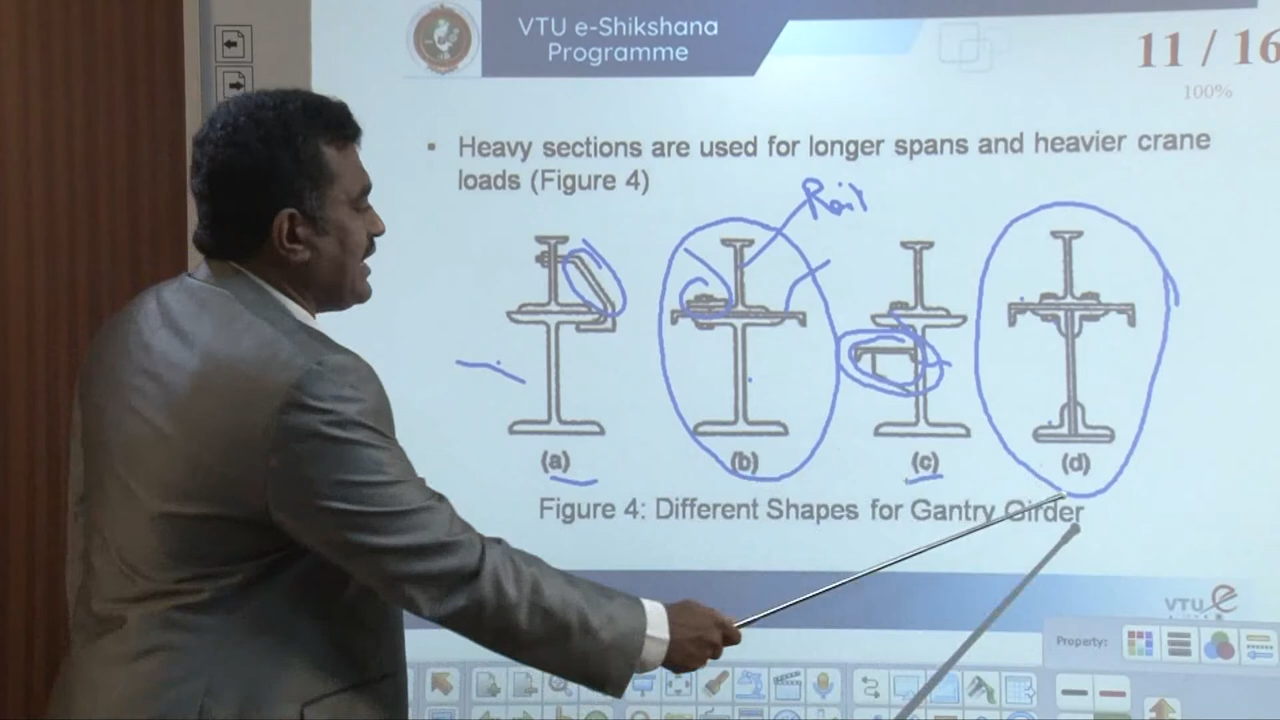 VTU e-Shikshana
Programme
11 / 16
100%
▪ Heavy sections are used for longer spans and heavier crane
loads (Figure 4)
Rail
(a) (b) (c) (d)
Figure 4: Different Shapes for Gantry Girder
VTU e
Property: